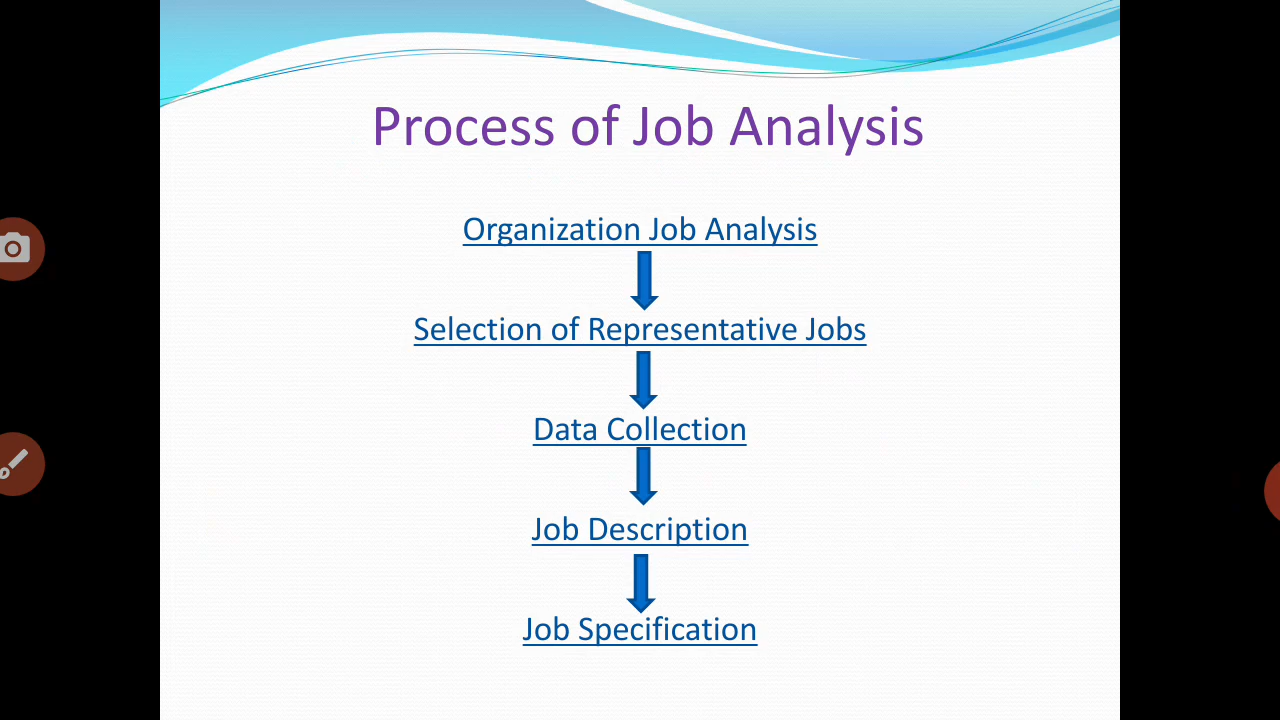 Process of Job Analysis
Organization Job Analysis
Selection of Representative Jobs
Data Collection
Job Description
Job Specification